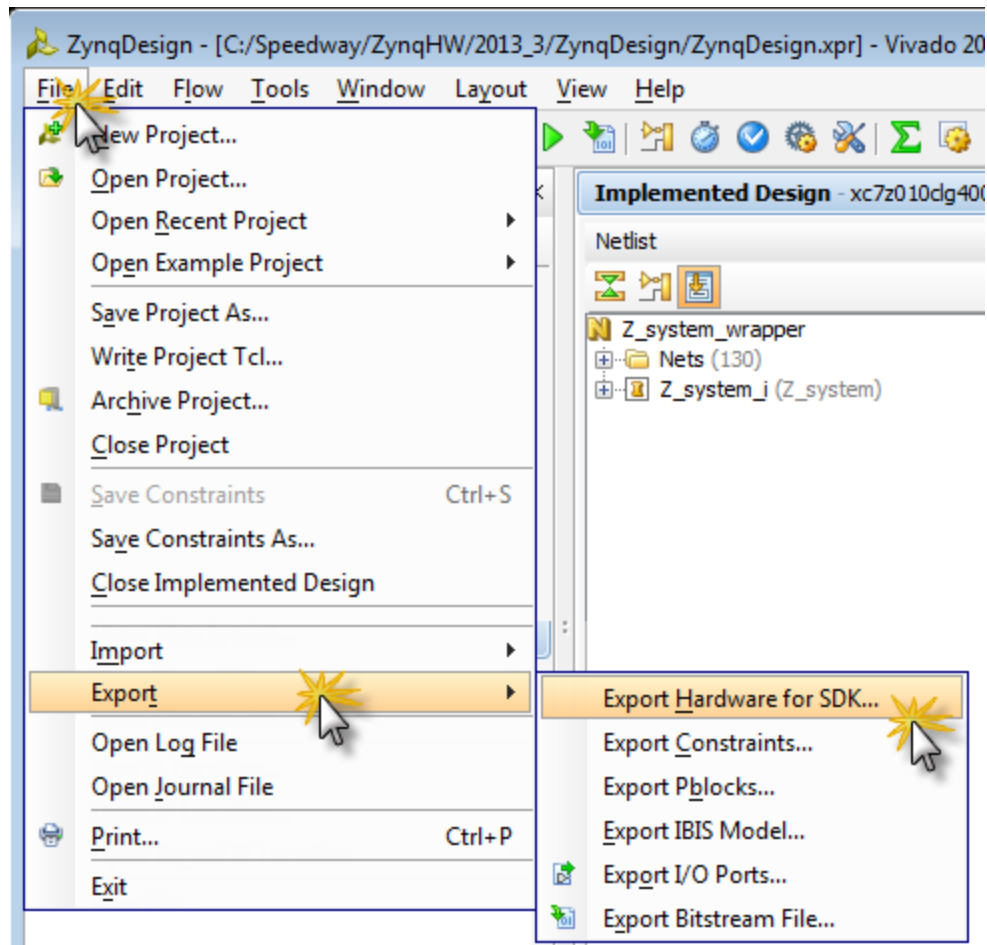 ZynqDesign - [C:/Speedway/ZynqHW/2013_3/ZynqDesign/ZynqDesign.xpr] - Vivado 20
File Edit Flow Tools Window Layout View Help
New Project...
Open Project...
Open Recent Project
Open Example Project
Save Project As...
Write Project Tcl...
Archive Project...
Close Project
Save Constraints Ctrl+S
Save Constraints As...
Close Implemented Design
Import
Export
Open Log File
Open Journal File
Print... Ctrl+P
Exit
Implemented Design - xc7z010clg400
Netlist
Z_system_wrapper
Nets (130)
Z_system_i (Z_system)
Export Hardware for SDK...
Export Constraints...
Export Pblocks...
Export IBIS Model...
Export I/O Ports...
Export Bitstream File...